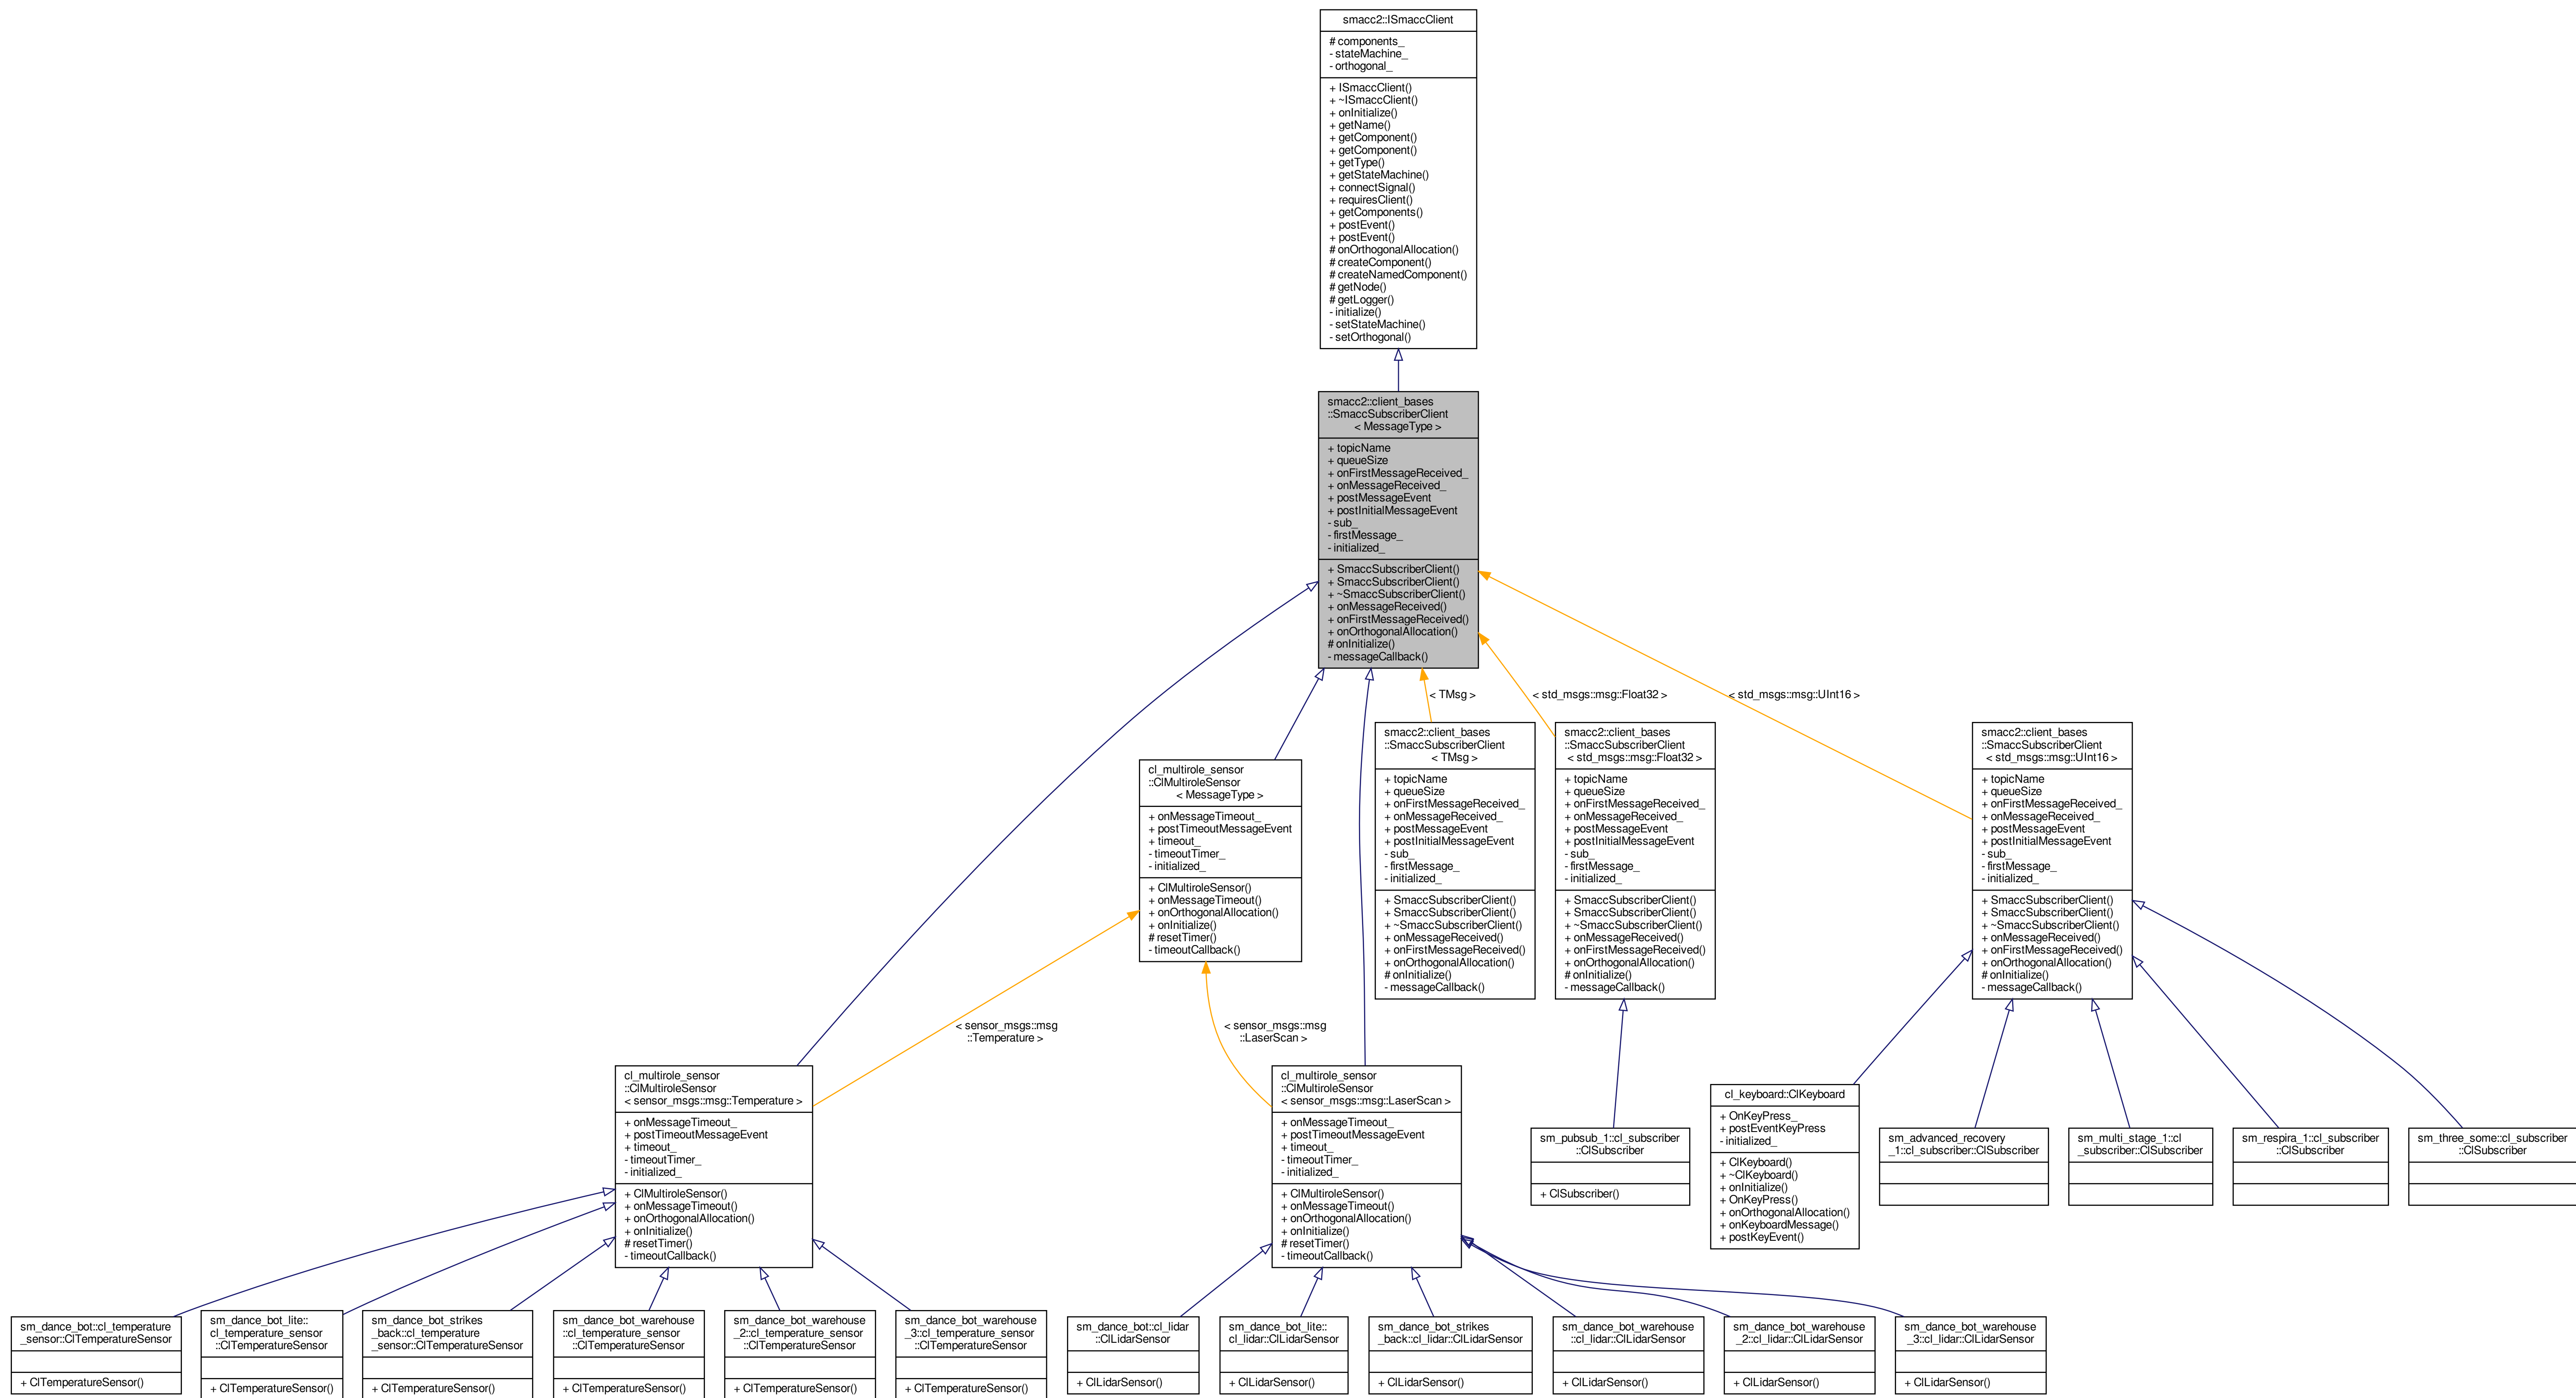 smacc2::ISmaccClient
# components_
- stateMachine_
- orthogonal_
+ ISmaccClient()
+ ~ISmaccClient()
+ onInitialize()
+ getName()
+ getComponent()
+ getComponent()
+ getType()
+ getStateMachine()
+ connectSignal()
+ requiresClient()
+ getComponents()
+ postEvent()
+ postEvent()
# onOrthogonalAllocation()
# createComponent()
# createNamedComponent()
# getNode()
# getLogger()
- initialize()
- setStateMachine()
- setOrthogonal()
smacc2::client_bases
::SmaccSubscriberClient
< MessageType >
+ topicName
+ queueSize
+ onFirstMessageReceived_
+ onMessageReceived_
+ postMessageEvent
+ postInitialMessageEvent
- sub_
- firstMessage_
- initialized_
+ SmaccSubscriberClient()
+ SmaccSubscriberClient()
+ ~SmaccSubscriberClient()
+ onMessageReceived()
+ onFirstMessageReceived()
+ onOrthogonalAllocation()
# onInitialize()
- messageCallback()
< TMsg >
< std_msgs::msg::Float32 >
< std_msgs::msg::UInt16 >
cl_multirole_sensor
::ClMultiroleSensor
< MessageType >
+ onMessageTimeout_
+ postTimeoutMessageEvent
+ timeout_
- timeoutTimer_
- initialized_
+ ClMultiroleSensor()
+ onMessageTimeout()
+ onOrthogonalAllocation()
+ onInitialize()
# resetTimer()
- timeoutCallback()
smacc2::client_bases
::SmaccSubscriberClient
< TMsg >
+ topicName
+ queueSize
+ onFirstMessageReceived_
+ onMessageReceived_
+ postMessageEvent
+ postInitialMessageEvent
- sub_
- firstMessage_
- initialized_
+ SmaccSubscriberClient()
+ SmaccSubscriberClient()
+ ~SmaccSubscriberClient()
+ onMessageReceived()
+ onFirstMessageReceived()
+ onOrthogonalAllocation()
# onInitialize()
- messageCallback()
smacc2::client_bases
::SmaccSubscriberClient
< std_msgs::msg::Float32 >
+ topicName
+ queueSize
+ onFirstMessageReceived_
+ onMessageReceived_
+ postMessageEvent
+ postInitialMessageEvent
- sub_
- firstMessage_
- initialized_
+ SmaccSubscriberClient()
+ SmaccSubscriberClient()
+ ~SmaccSubscriberClient()
+ onMessageReceived()
+ onFirstMessageReceived()
+ onOrthogonalAllocation()
# onInitialize()
- messageCallback()
smacc2::client_bases
::SmaccSubscriberClient
< std_msgs::msg::UInt16 >
+ topicName
+ queueSize
+ onFirstMessageReceived_
+ onMessageReceived_
+ postMessageEvent
+ postInitialMessageEvent
- sub_
- firstMessage_
- initialized_
+ SmaccSubscriberClient()
+ SmaccSubscriberClient()
+ ~SmaccSubscriberClient()
+ onMessageReceived()
+ onFirstMessageReceived()
+ onOrthogonalAllocation()
# onInitialize()
- messageCallback()
< sensor_msgs::msg
::Temperature >
< sensor_msgs::msg
::LaserScan >
cl_multirole_sensor
::ClMultiroleSensor
< sensor_msgs::msg::Temperature >
+ onMessageTimeout_
+ postTimeoutMessageEvent
+ timeout_
- timeoutTimer_
- initialized_
+ ClMultiroleSensor()
+ onMessageTimeout()
+ onOrthogonalAllocation()
+ onInitialize()
# resetTimer()
- timeoutCallback()
cl_multirole_sensor
::ClMultiroleSensor
< sensor_msgs::msg::LaserScan >
+ onMessageTimeout_
+ postTimeoutMessageEvent
+ timeout_
- timeoutTimer_
- initialized_
+ ClMultiroleSensor()
+ onMessageTimeout()
+ onOrthogonalAllocation()
+ onInitialize()
# resetTimer()
- timeoutCallback()
sm_pubsub_1::cl_subscriber
::ClSubscriber
+ ClSubscriber()
cl_keyboard::ClKeyboard
+ OnKeyPress_
+ postEventKeyPress
- initialized_
+ ClKeyboard()
+ ~ClKeyboard()
+ onInitialize()
+ OnKeyPress()
+ onOrthogonalAllocation()
+ onKeyboardMessage()
+ postKeyEvent()
sm_advanced_recovery
_1::cl_subscriber::ClSubscriber
sm_multi_stage_1::cl
_subscriber::ClSubscriber
sm_respira_1::cl_subscriber
::ClSubscriber
sm_three_some::cl_subscriber
::ClSubscriber
sm_dance_bot::cl_temperature
_sensor::ClTemperatureSensor
+ ClTemperatureSensor()
sm_dance_bot_lite::
cl_temperature_sensor
::ClTemperatureSensor
+ ClTemperatureSensor()
sm_dance_bot_strikes
_back::cl_temperature
_sensor::ClTemperatureSensor
+ ClTemperatureSensor()
sm_dance_bot_warehouse
::cl_temperature_sensor
::ClTemperatureSensor
+ ClTemperatureSensor()
sm_dance_bot_warehouse
_2::cl_temperature_sensor
::ClTemperatureSensor
+ ClTemperatureSensor()
sm_dance_bot_warehouse
_3::cl_temperature_sensor
::ClTemperatureSensor
+ ClTemperatureSensor()
sm_dance_bot::cl_lidar
::ClLidarSensor
+ ClLidarSensor()
sm_dance_bot_lite::
cl_lidar::ClLidarSensor
+ ClLidarSensor()
sm_dance_bot_strikes
_back::cl_lidar::ClLidarSensor
+ ClLidarSensor()
sm_dance_bot_warehouse
::cl_lidar::ClLidarSensor
+ ClLidarSensor()
sm_dance_bot_warehouse
_2::cl_lidar::ClLidarSensor
+ ClLidarSensor()
sm_dance_bot_warehouse
_3::cl_lidar::ClLidarSensor
+ ClLidarSensor()